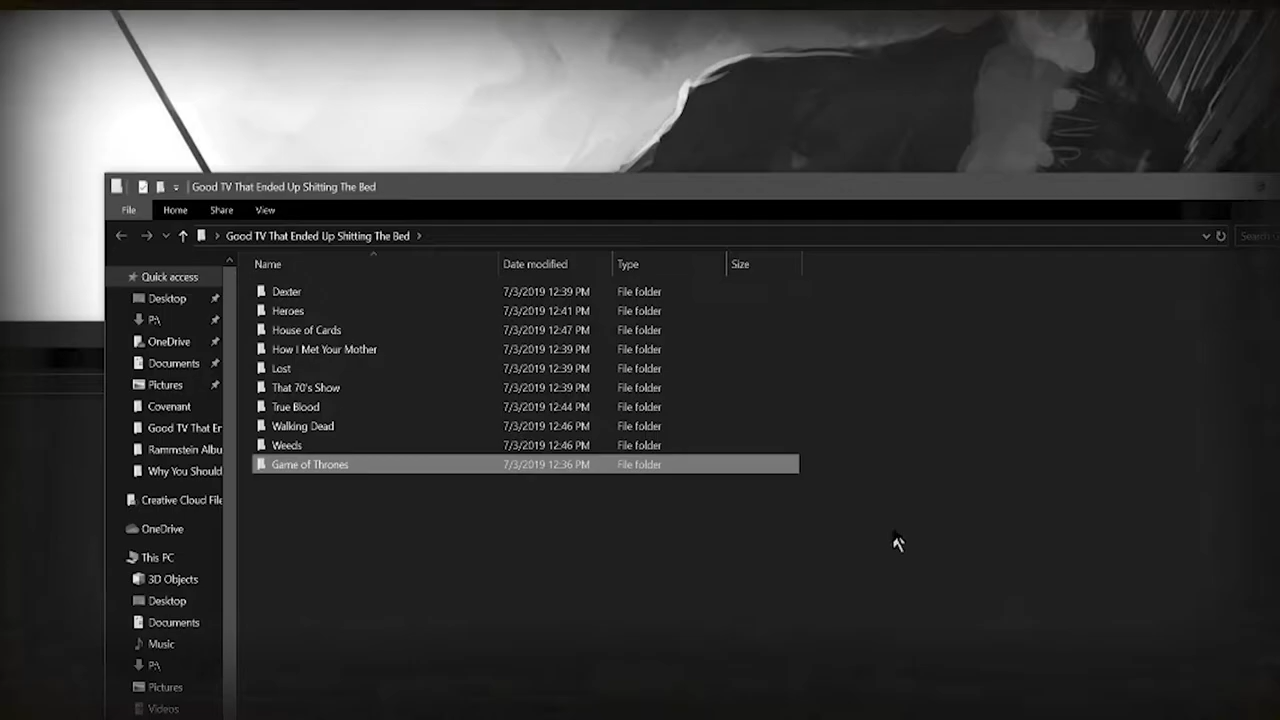 Good TV That Ended Up Shitting The Bed
File Home Share View
Good TV That Ended Up Shitting The Bed
Search
Name Date modified Type Size
Quick access
Desktop
P:\
OneDrive
Documents
Pictures
Covenant
Good TV That Er
Rammstein Albu
Why You Should
Creative Cloud File
OneDrive
This PC
3D Objects
Desktop
Documents
Music
P:\
Pictures
Videos
Dexter 7/3/2019 12:39 PM File folder
Heroes 7/3/2019 12:41 PM File folder
House of Cards 7/3/2019 12:47 PM File folder
How I Met Your Mother 7/3/2019 12:39 PM File folder
Lost 7/3/2019 12:39 PM File folder
That 70's Show 7/3/2019 12:39 PM File folder
True Blood 7/3/2019 12:44 PM File folder
Walking Dead 7/3/2019 12:46 PM File folder
Weeds 7/3/2019 12:46 PM File folder
Game of Thrones 7/3/2019 12:36 PM File folder